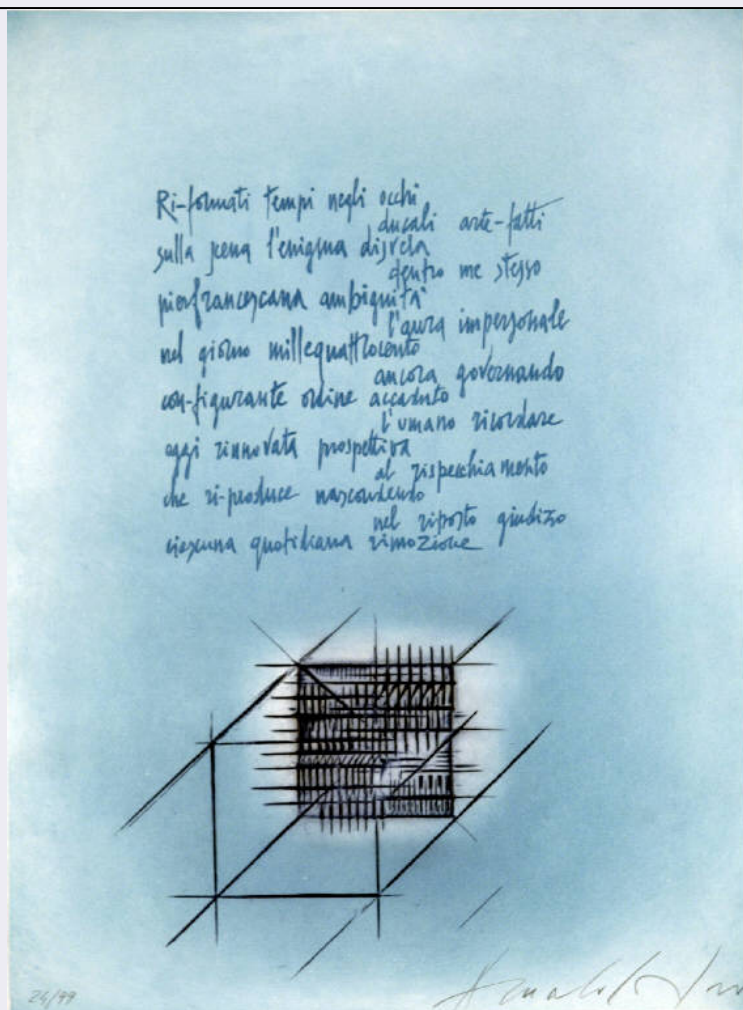 Ri-formati tempi negli occhi
ducali arte-fatti
sulla scena l'enigma disvela
dentro me stesso
pierfrancescana ambiguità
l'aura impersonale
nel giorno millequattrocento
ancora governando
con-figurante ordine accaduto
l'umano ricordare
oggi rinnovata prospettiva
al rispecchiamento
che ri-produce nascondendo
nel riposto giudizio
ciascuna quotidiana rimozione
24/99